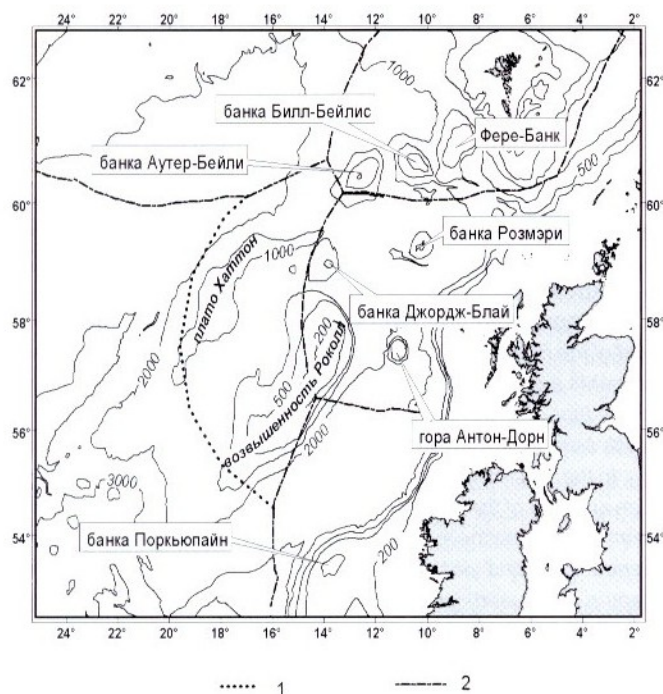 24° 22° 20° 18° 16° 14° 12° 10° 8° 6° 4° 2°
62° 62°
1000
банка Билл-Бейлис
Фере-Банк
банка Аутер-Бейли
500
60° 60°
банка Розмэри
1000
плато Хаттон
банка Джордж-Блай
58° 58°
200
2000
500
возвышенность Роколл
56° 56°
2000
гора Антон-Дорн
3000
банка Поркьюпайн
200
54° 54°
24° 22° 20° 18° 16° 14° 12° 10° 8° 6° 4° 2°
1 2